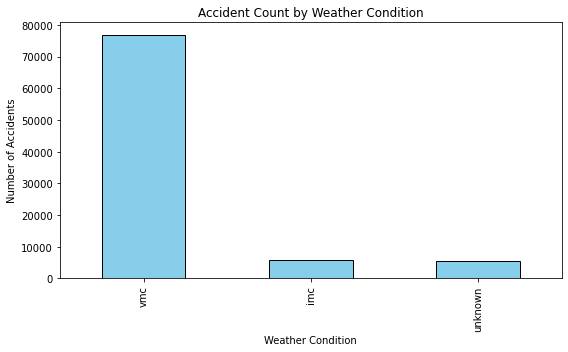 Accident Count by Weather Condition
80000
70000
60000
50000
40000
30000
20000
10000
0
Number of Accidents
vmc
imc
unknown
Weather Condition